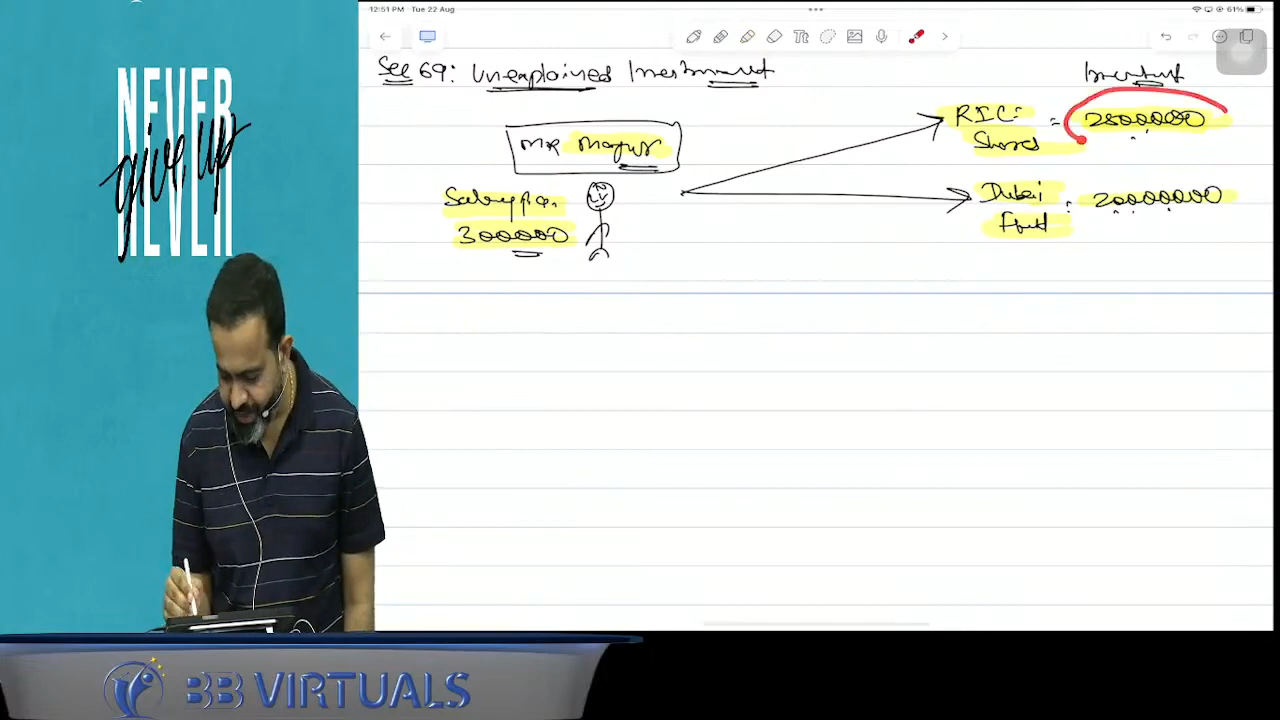 12:51 PM Tue 22 Aug
61%
Sec 69: Unexplained Investment
Investment
NEVER
give up
NEVER
MR Mayur
RIL
Shares
= 2500000
Salary p.a.
300000
Dubai
Flat
: 20000000
BB VIRTUALS